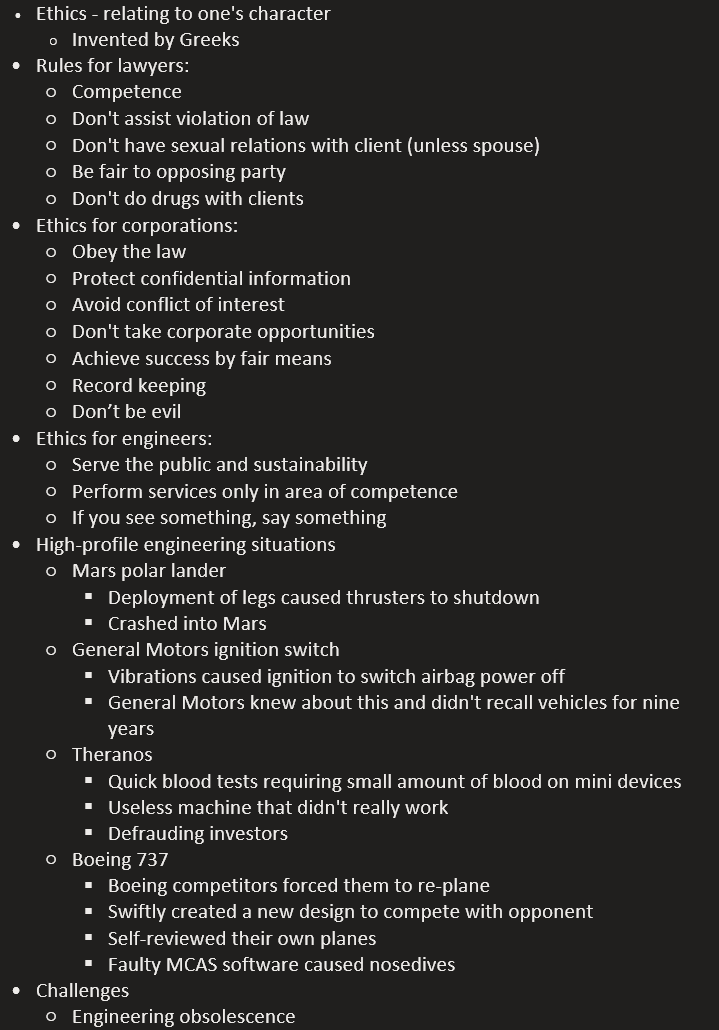 • Ethics - relating to one's character
o Invented by Greeks
• Rules for lawyers:
o Competence
o Don't assist violation of law
o Don't have sexual relations with client (unless spouse)
o Be fair to opposing party
o Don't do drugs with clients
• Ethics for corporations:
o Obey the law
o Protect confidential information
o Avoid conflict of interest
o Don't take corporate opportunities
o Achieve success by fair means
o Record keeping
o Don’t be evil
• Ethics for engineers:
o Serve the public and sustainability
o Perform services only in area of competence
o If you see something, say something
• High-profile engineering situations
o Mars polar lander
▪ Deployment of legs caused thrusters to shutdown
▪ Crashed into Mars
o General Motors ignition switch
▪ Vibrations caused ignition to switch airbag power off
▪ General Motors knew about this and didn't recall vehicles for nine
years
o Theranos
▪ Quick blood tests requiring small amount of blood on mini devices
▪ Useless machine that didn't really work
▪ Defrauding investors
o Boeing 737
▪ Boeing competitors forced them to re-plane
▪ Swiftly created a new design to compete with opponent
▪ Self-reviewed their own planes
▪ Faulty MCAS software caused nosedives
• Challenges
o Engineering obsolescence